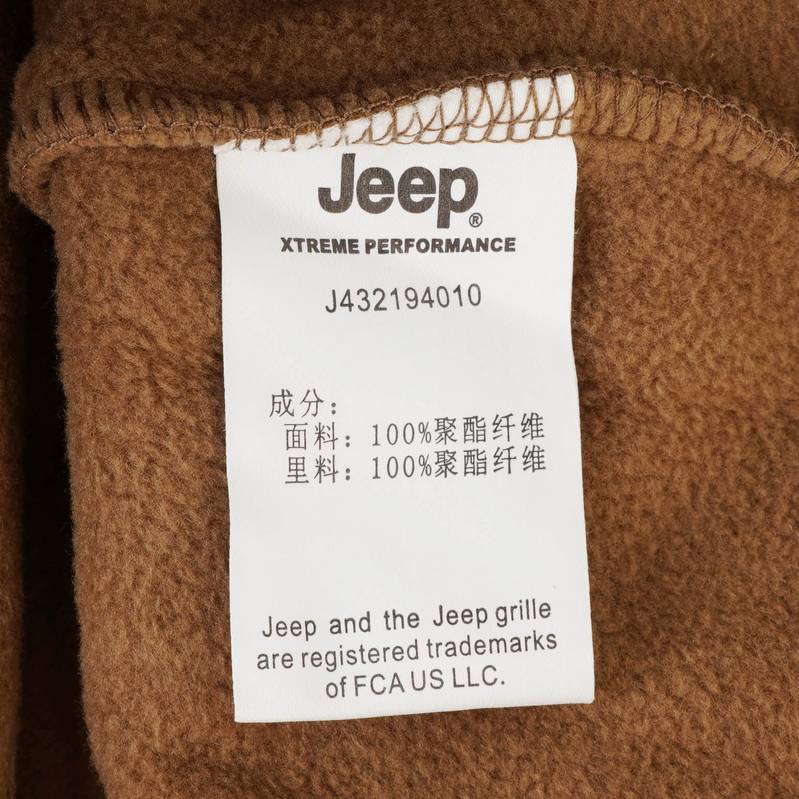 Jeep®
XTREME PERFORMANCE
J432194010
成分：
面料：100%聚酯纤维
里料：100%聚酯纤维
Jeep and the Jeep grille
are registered trademarks
of FCA US LLC.